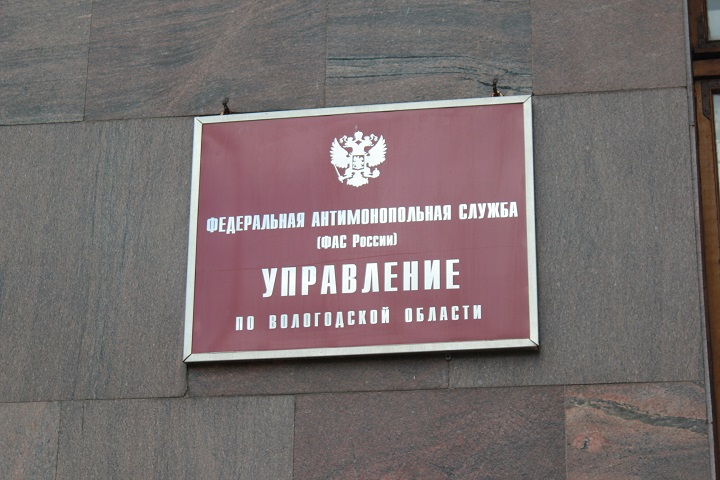 ФЕДЕРАЛЬНАЯ АНТИМОНОПОЛЬНАЯ СЛУЖБА
(ФАС РОССИИ)
УПРАВЛЕНИЕ
ПО ВОЛОГОДСКОЙ ОБЛАСТИ